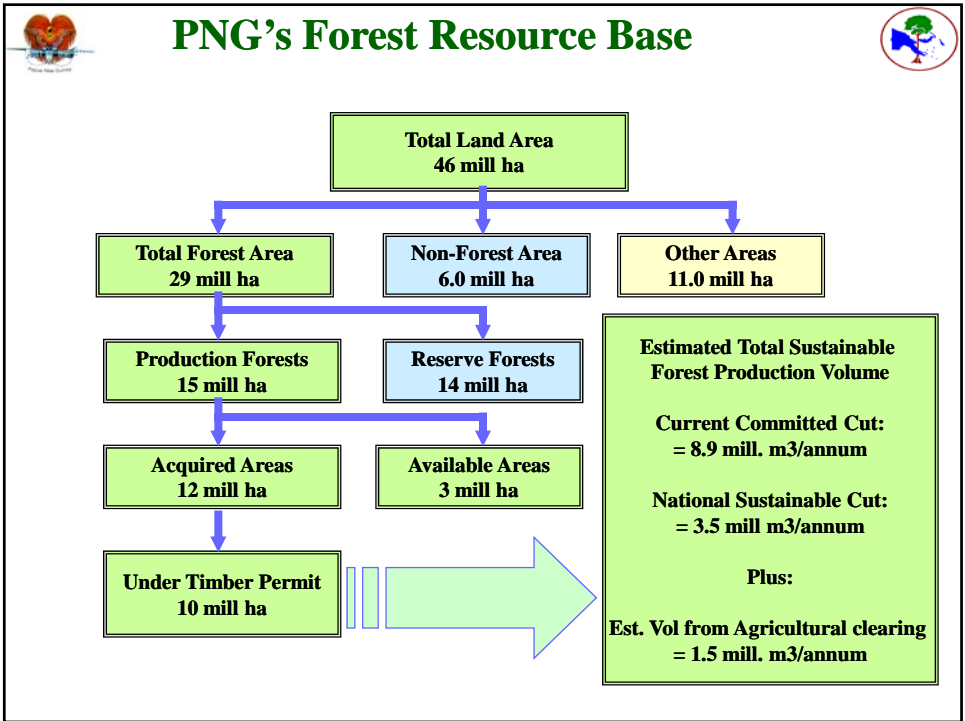 PNG’s Forest Resource Base
Papua New Guinea
Total Land Area
46 mill ha
Total Forest Area
29 mill ha
Non-Forest Area
6.0 mill ha
Other Areas
11.0 mill ha
Production Forests
15 mill ha
Reserve Forests
14 mill ha
Acquired Areas
12 mill ha
Available Areas
3 mill ha
Under Timber Permit
10 mill ha
Estimated Total Sustainable
Forest Production Volume
Current Committed Cut:
= 8.9 mill. m3/annum
National Sustainable Cut:
= 3.5 mill m3/annum
Plus:
Est. Vol from Agricultural clearing
= 1.5 mill. m3/annum